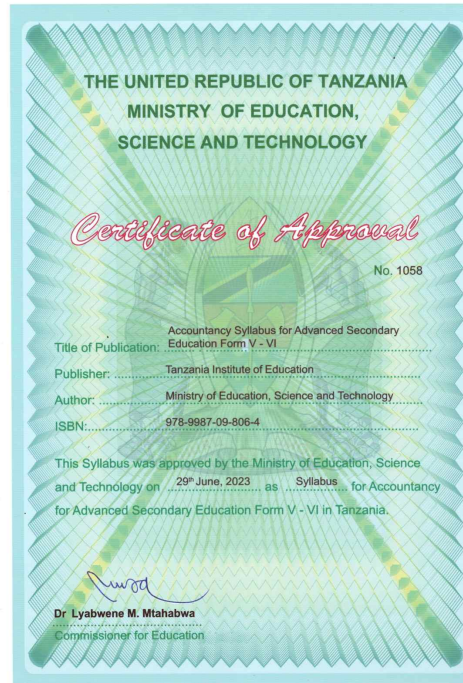 THE UNITED REPUBLIC OF TANZANIA
MINISTRY OF EDUCATION,
SCIENCE AND TECHNOLOGY
Certificate of Approval
No. 1058
Title of Publication: Accountancy Syllabus for Advanced Secondary
Education Form V - VI
Publisher: Tanzania Institute of Education
Author: Ministry of Education, Science and Technology
ISBN: 978-9987-09-806-4
This Syllabus was approved by the Ministry of Education, Science
and Technology on 29th June, 2023 as Syllabus for Accountancy
for Advanced Secondary Education Form V - VI in Tanzania.
Dr Lyabwene M. Mtahabwa
Commissioner for Education